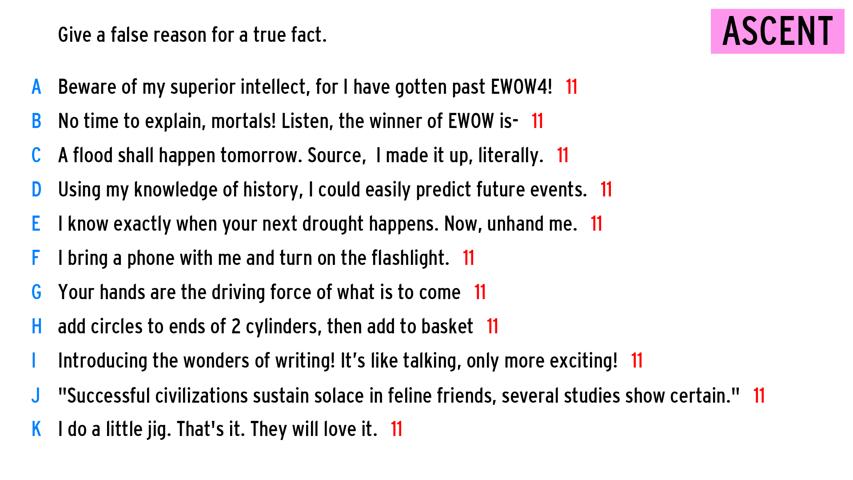 Give a false reason for a true fact.
ASCENT
A Beware of my superior intellect, for I have gotten past EWOW4! 11
B No time to explain, mortals! Listen, the winner of EWOW is- 11
C A flood shall happen tomorrow. Source,  I made it up, literally. 11
D Using my knowledge of history, I could easily predict future events. 11
E I know exactly when your next drought happens. Now, unhand me. 11
F I bring a phone with me and turn on the flashlight. 11
G Your hands are the driving force of what is to come 11
H add circles to ends of 2 cylinders, then add to basket 11
I Introducing the wonders of writing! It’s like talking, only more exciting! 11
J "Successful civilizations sustain solace in feline friends, several studies show certain." 11
K I do a little jig. That's it. They will love it. 11